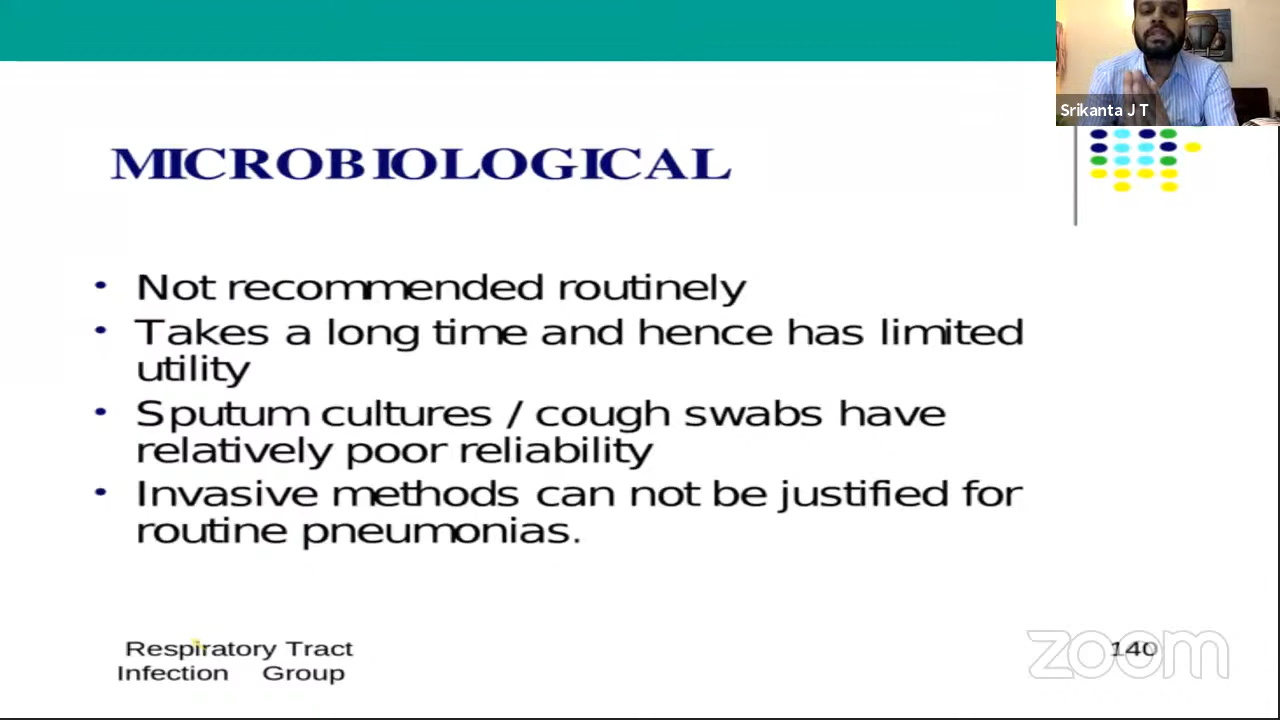 Srikanta J T
MICROBIOLOGICAL
• Not recommended routinely
• Takes a long time and hence has limited
utility
• Sputum cultures / cough swabs have
relatively poor reliability
• Invasive methods can not be justified for
routine pneumonias.
Respiratory Tract
Infection Group
140
zoom